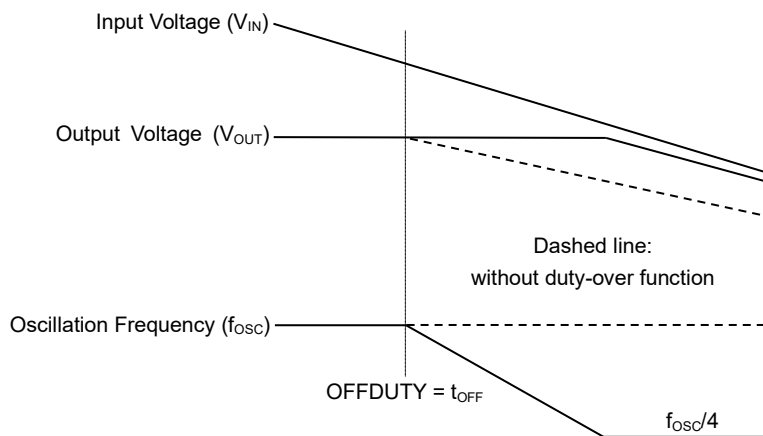 Input Voltage (VIN)
Output Voltage (VOUT)
Dashed line:
without duty-over function
Oscillation Frequency (fOSC)
OFFDUTY = tOFF
fOSC/4